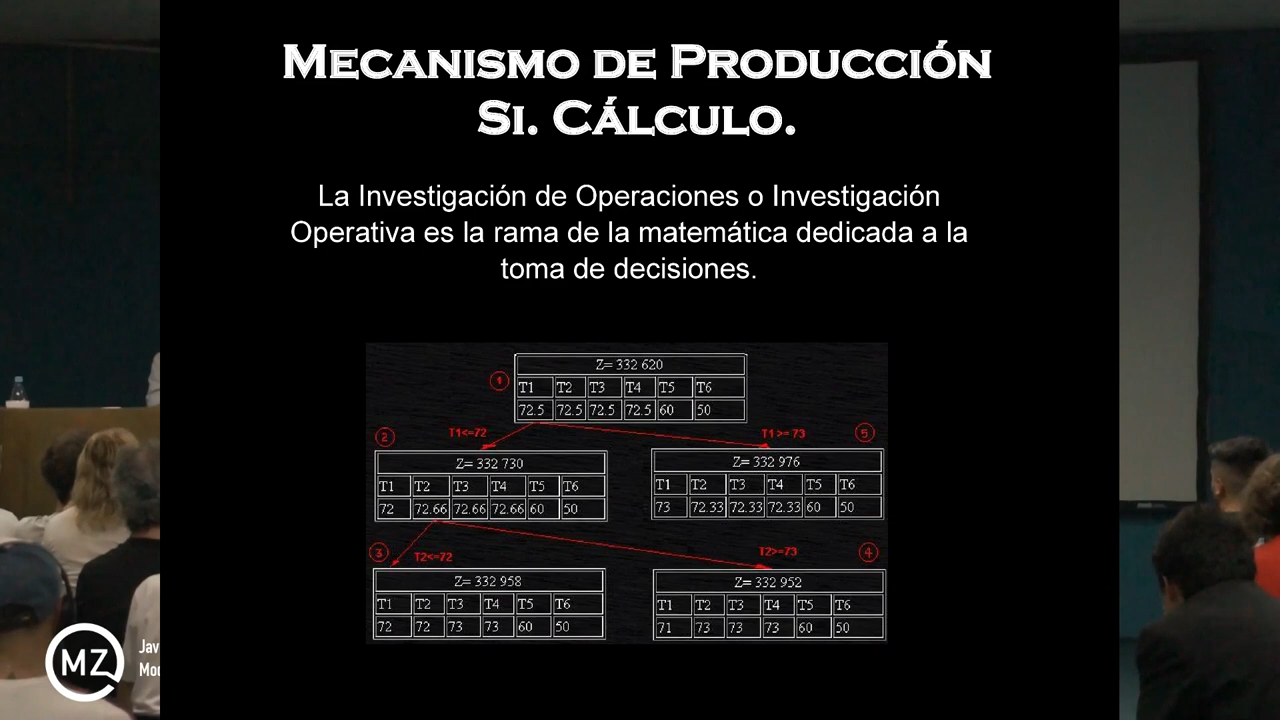 MECANISMO DE PRODUCCIÓN
SI. CÁLCULO.
La Investigación de Operaciones o Investigación
Operativa es la rama de la matemática dedicada a la
toma de decisiones.
Z= 332 620
1
T1 T2 T3 T4 T5 T6
72.5 72.5 72.5 72.5 60 50
2 T1<=72 T1 >= 73 5
Z= 332 730
T1 T2 T3 T4 T5 T6
72 72.66 72.66 72.66 60 50
Z= 332 976
T1 T2 T3 T4 T5 T6
73 72.33 72.33 72.33 60 50
3 T2<=72 T2>=73 4
Z= 332 958
T1 T2 T3 T4 T5 T6
72 72 73 73 60 50
Z= 332 952
T1 T2 T3 T4 T5 T6
71 73 73 73 60 50
MZ
Jav
Mod